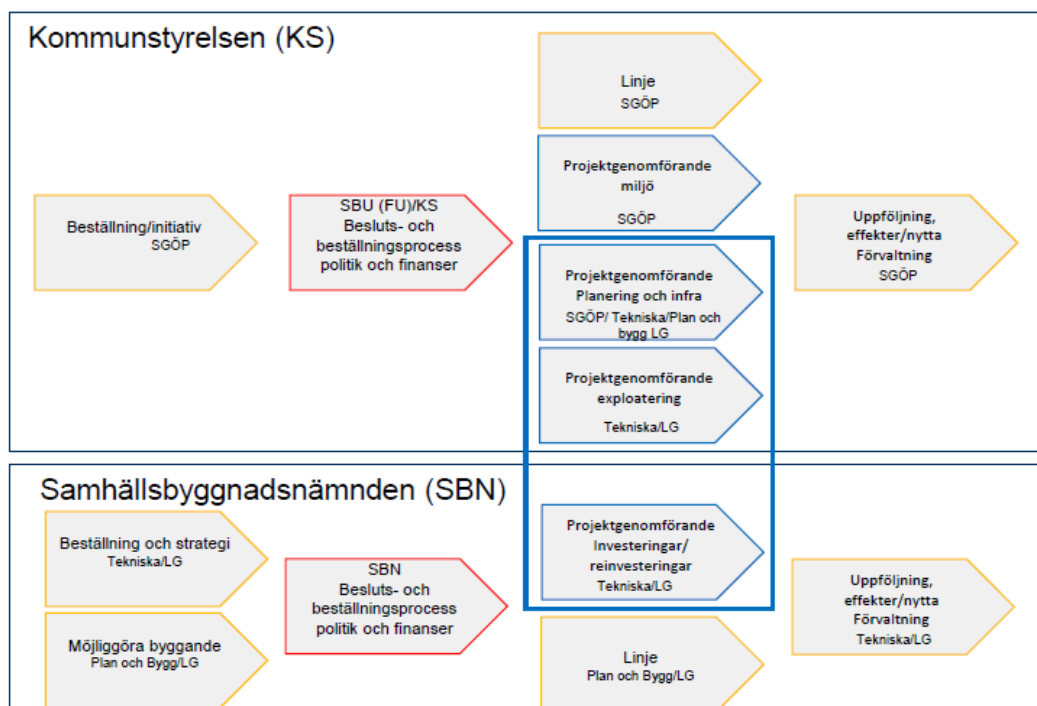 Kommunstyrelsen (KS)
Beställning/initiativ
SGÖP
SBU (FU)/KS
Besluts- och
beställningsprocess
politik och finanser
Linje
SGÖP
Projektgenomförande
miljö
SGÖP
Projektgenomförande
Planering och infra
SGÖP/ Tekniska/Plan och
bygg LG
Projektgenomförande
exploatering
Tekniska/LG
Uppföljning,
effekter/nytta
Förvaltning
SGÖP
Samhällsbyggnadsnämnden (SBN)
Beställning och strategi
Tekniska/LG
Möjliggöra byggande
Plan och Bygg/LG
SBN
Besluts- och
beställningsprocess
politik och finanser
Projektgenomförande
Investeringar/
reinvesteringar
Tekniska/LG
Linje
Plan och Bygg/LG
Uppföljning,
effekter/nytta
Förvaltning
Tekniska/LG